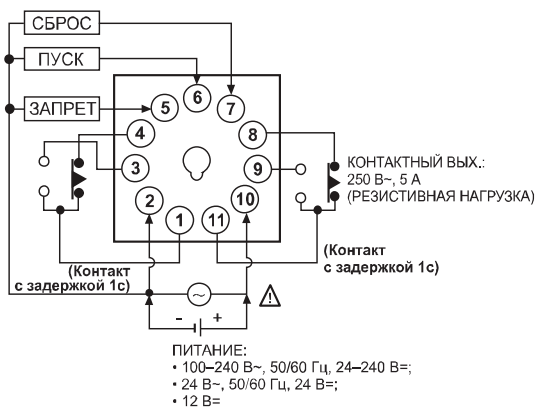 СБРОС
ПУСК
ЗАПРЕТ
6
5
7
4
8
3
9
2
10
1
11
КОНТАКТНЫЙ ВЫХ.:
250 В~, 5 А
(РЕЗИСТИВНАЯ НАГРУЗКА)
(Контакт
с задержкой 1с)
(Контакт
с задержкой 1с)
~
!
- +
ПИТАНИЕ:
• 100–240 В~, 50/60 Гц, 24–240 В=;
• 24 В~, 50/60 Гц, 24 В=;
• 12 В=